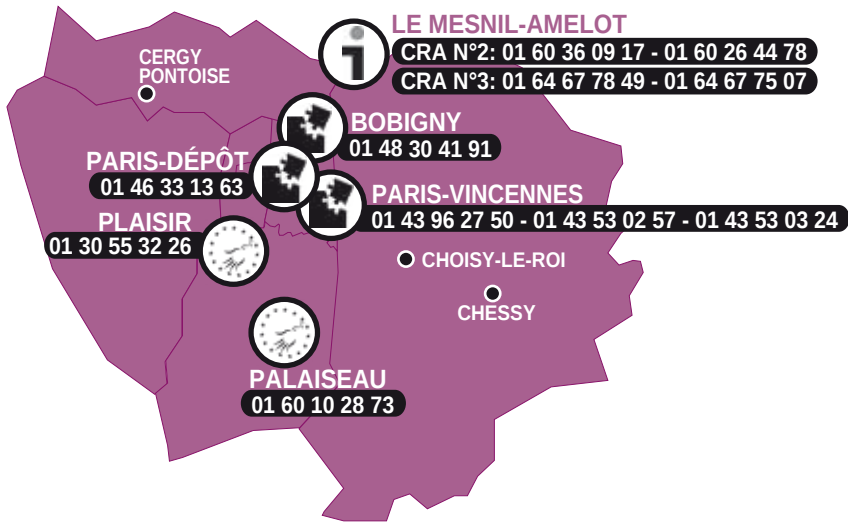 LE MESNIL-AMELOT
CRA N°2: 01 60 36 09 17 - 01 60 26 44 78
CRA N°3: 01 64 67 78 49 - 01 64 67 75 07
CERGY
PONTOISE
BOBIGNY
01 48 30 41 91
PARIS-DÉPÔT
01 46 33 13 63
PARIS-VINCENNES
01 43 96 27 50 - 01 43 53 02 57 - 01 43 53 03 24
PLAISIR
01 30 55 32 26
CHOISY-LE-ROI
CHESSY
PALAISEAU
01 60 10 28 73